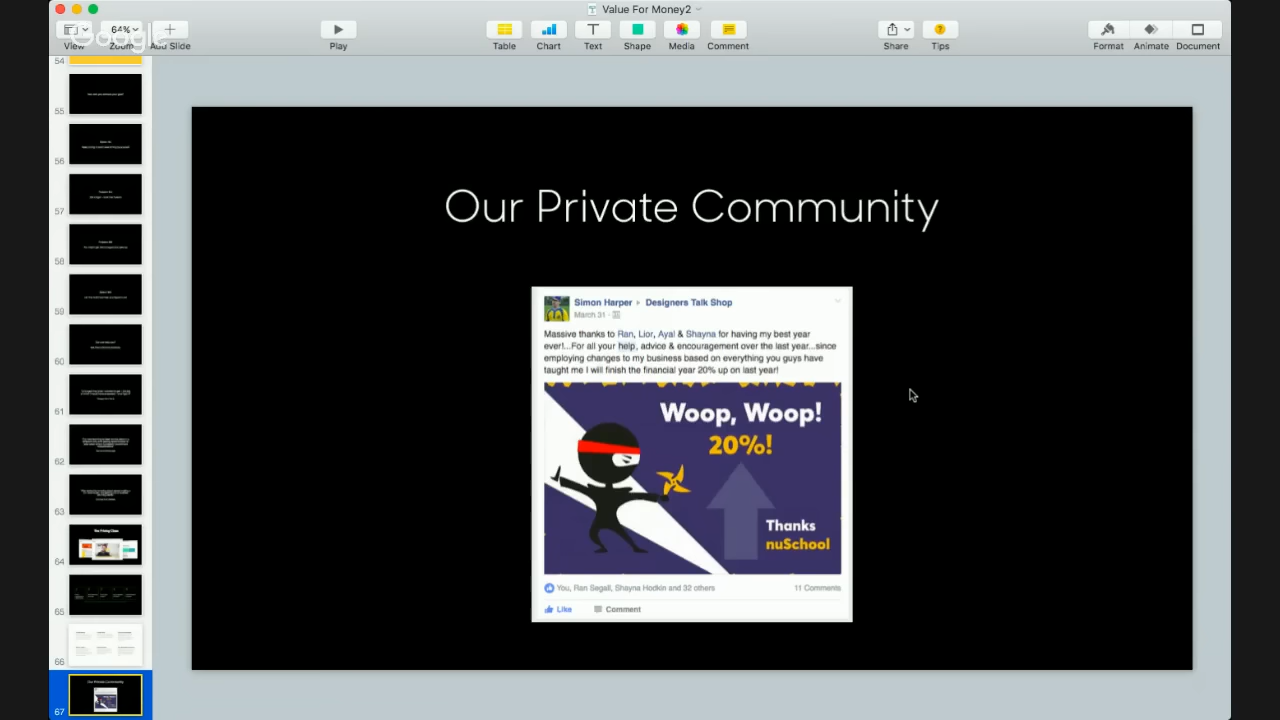 Value For Money2
Google
64%
View Zoom Add Slide Play Table Chart Text Shape Media Comment Share Tips Format Animate Document
54
55
56
57
58
59
60
61
62
63
64
65
66
Our Private Community
67
Our Private Community
Simon Harper ▸ Designers Talk Shop
March 31
Massive thanks to Ran, Lior, Ayal & Shayna for having my best year
ever!...For all your help, advice & encouragement over the last year...since
employing changes to my business based on everything you guys have
taught me I will finish the financial year 20% up on last year!
Woop, Woop!
20%!
Thanks
nuSchool
You, Ran Segall, Shayna Hodkin and 32 others 11 Comments
Like Comment